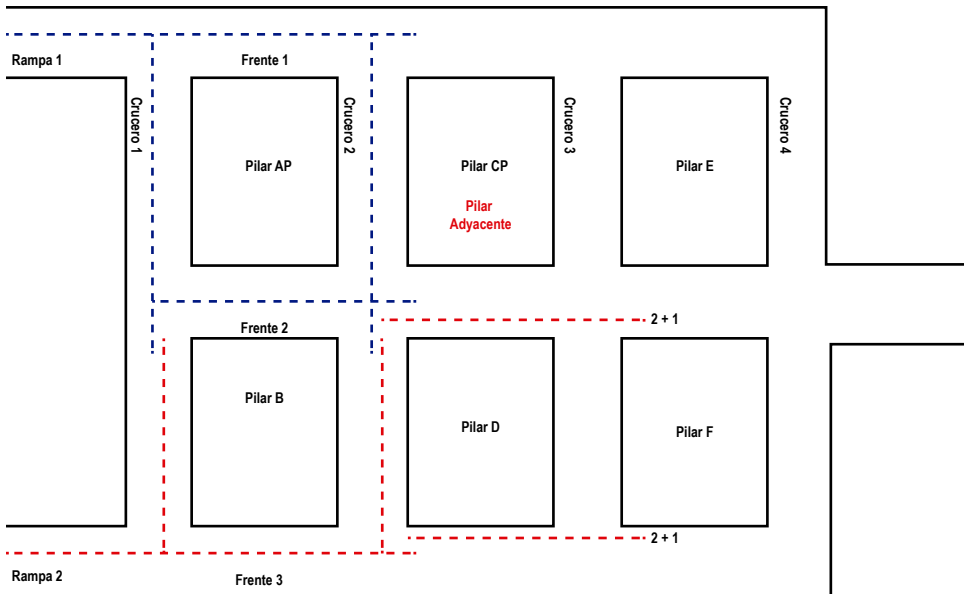 Rampa 1
Frente 1
Crucero 1
Crucero 2
Crucero 3
Crucero 4
Pilar AP
Pilar CP
Pilar E
Pilar
Adyacente
2 + 1
Frente 2
Pilar B
Pilar D
Pilar F
2 + 1
Rampa 2
Frente 3